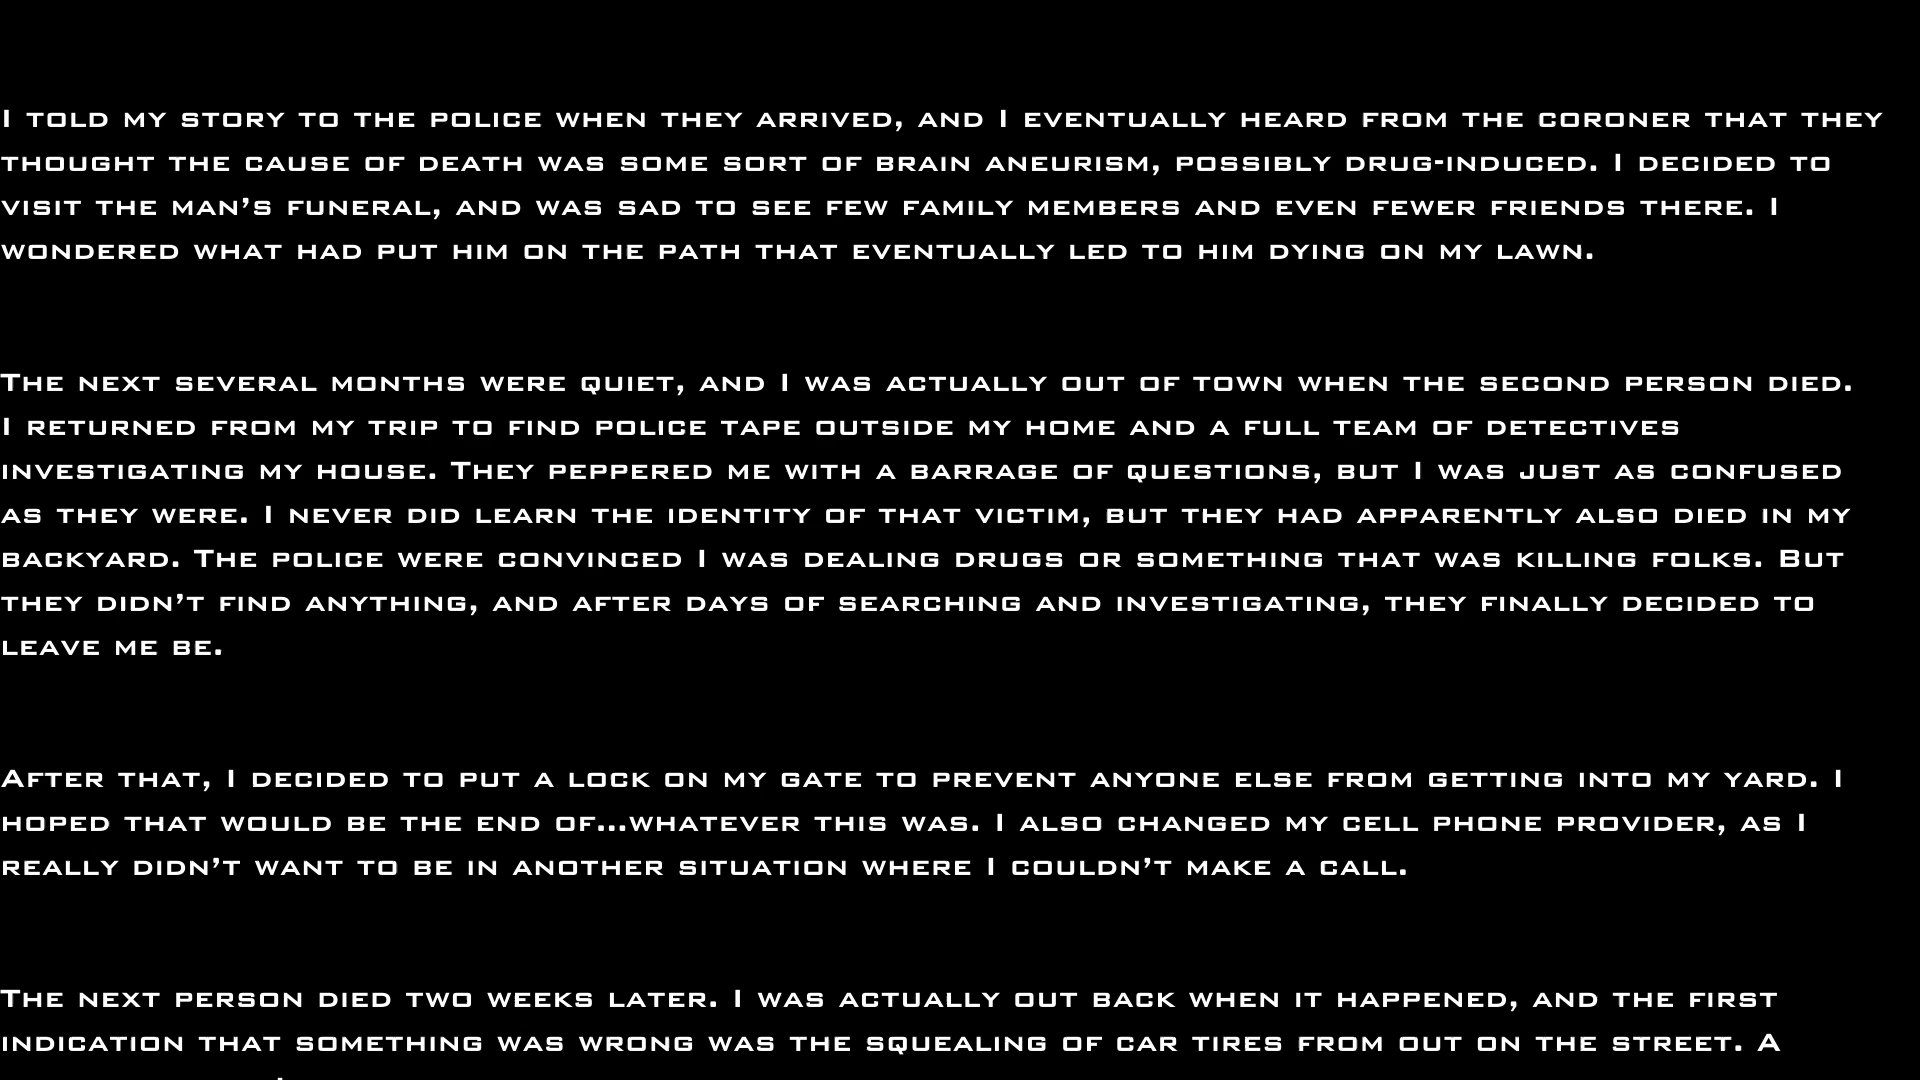 I told my story to the police when they arrived, and I eventually heard from the coroner that they
thought the cause of death was some sort of brain aneurism, possibly drug-induced. I decided to
visit the man’s funeral, and was sad to see few family members and even fewer friends there. I
wondered what had put him on the path that eventually led to him dying on my lawn.
The next several months were quiet, and I was actually out of town when the second person died.
I returned from my trip to find police tape outside my home and a full team of detectives
investigating my house. They peppered me with a barrage of questions, but I was just as confused
as they were. I never did learn the identity of that victim, but they had apparently also died in my
backyard. The police were convinced I was dealing drugs or something that was killing folks. But
they didn’t find anything, and after days of searching and investigating, they finally decided to
leave me be.
After that, I decided to put a lock on my gate to prevent anyone else from getting into my yard. I
hoped that would be the end of...whatever this was. I also changed my cell phone provider, as I
really didn’t want to be in another situation where I couldn’t make a call.
The next person died two weeks later. I was actually out back when it happened, and the first
indication that something was wrong was the squealing of car tires from out on the street. A